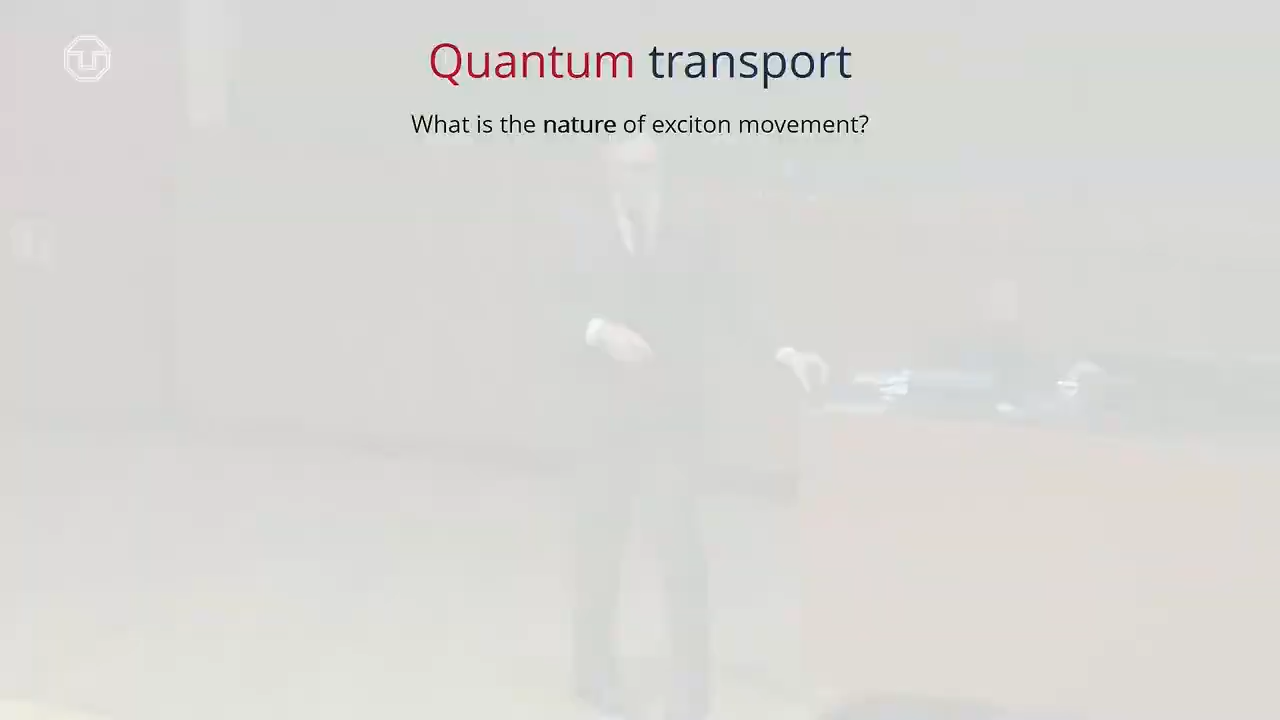 Quantum transport
What is the nature of exciton movement?